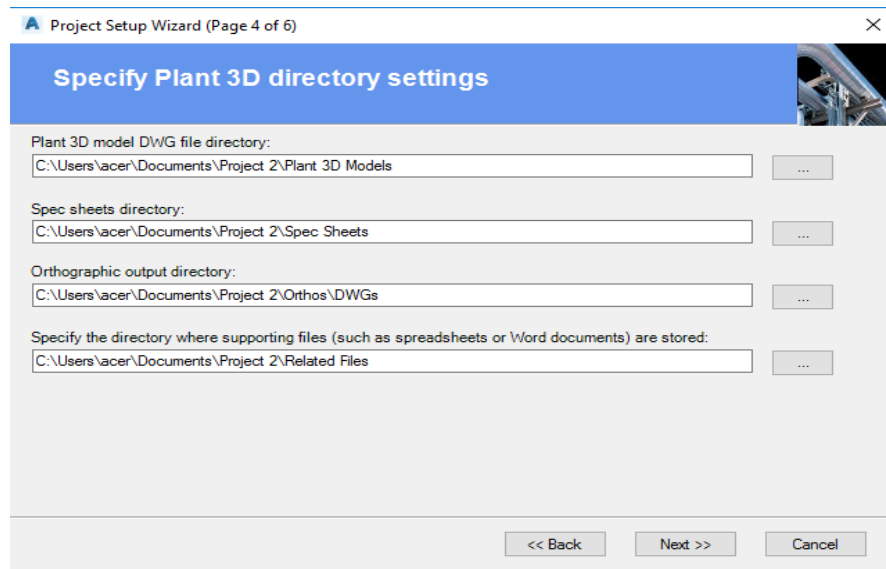 Project Setup Wizard (Page 4 of 6)
Specify Plant 3D directory settings
Plant 3D model DWG file directory:
C:\Users\acer\Documents\Project 2\Plant 3D Models
...
Spec sheets directory:
C:\Users\acer\Documents\Project 2\Spec Sheets
...
Orthographic output directory:
C:\Users\acer\Documents\Project 2\Orthos\DWGs
...
Specify the directory where supporting files (such as spreadsheets or Word documents) are stored:
C:\Users\acer\Documents\Project 2\Related Files
...
<< Back Next >> Cancel